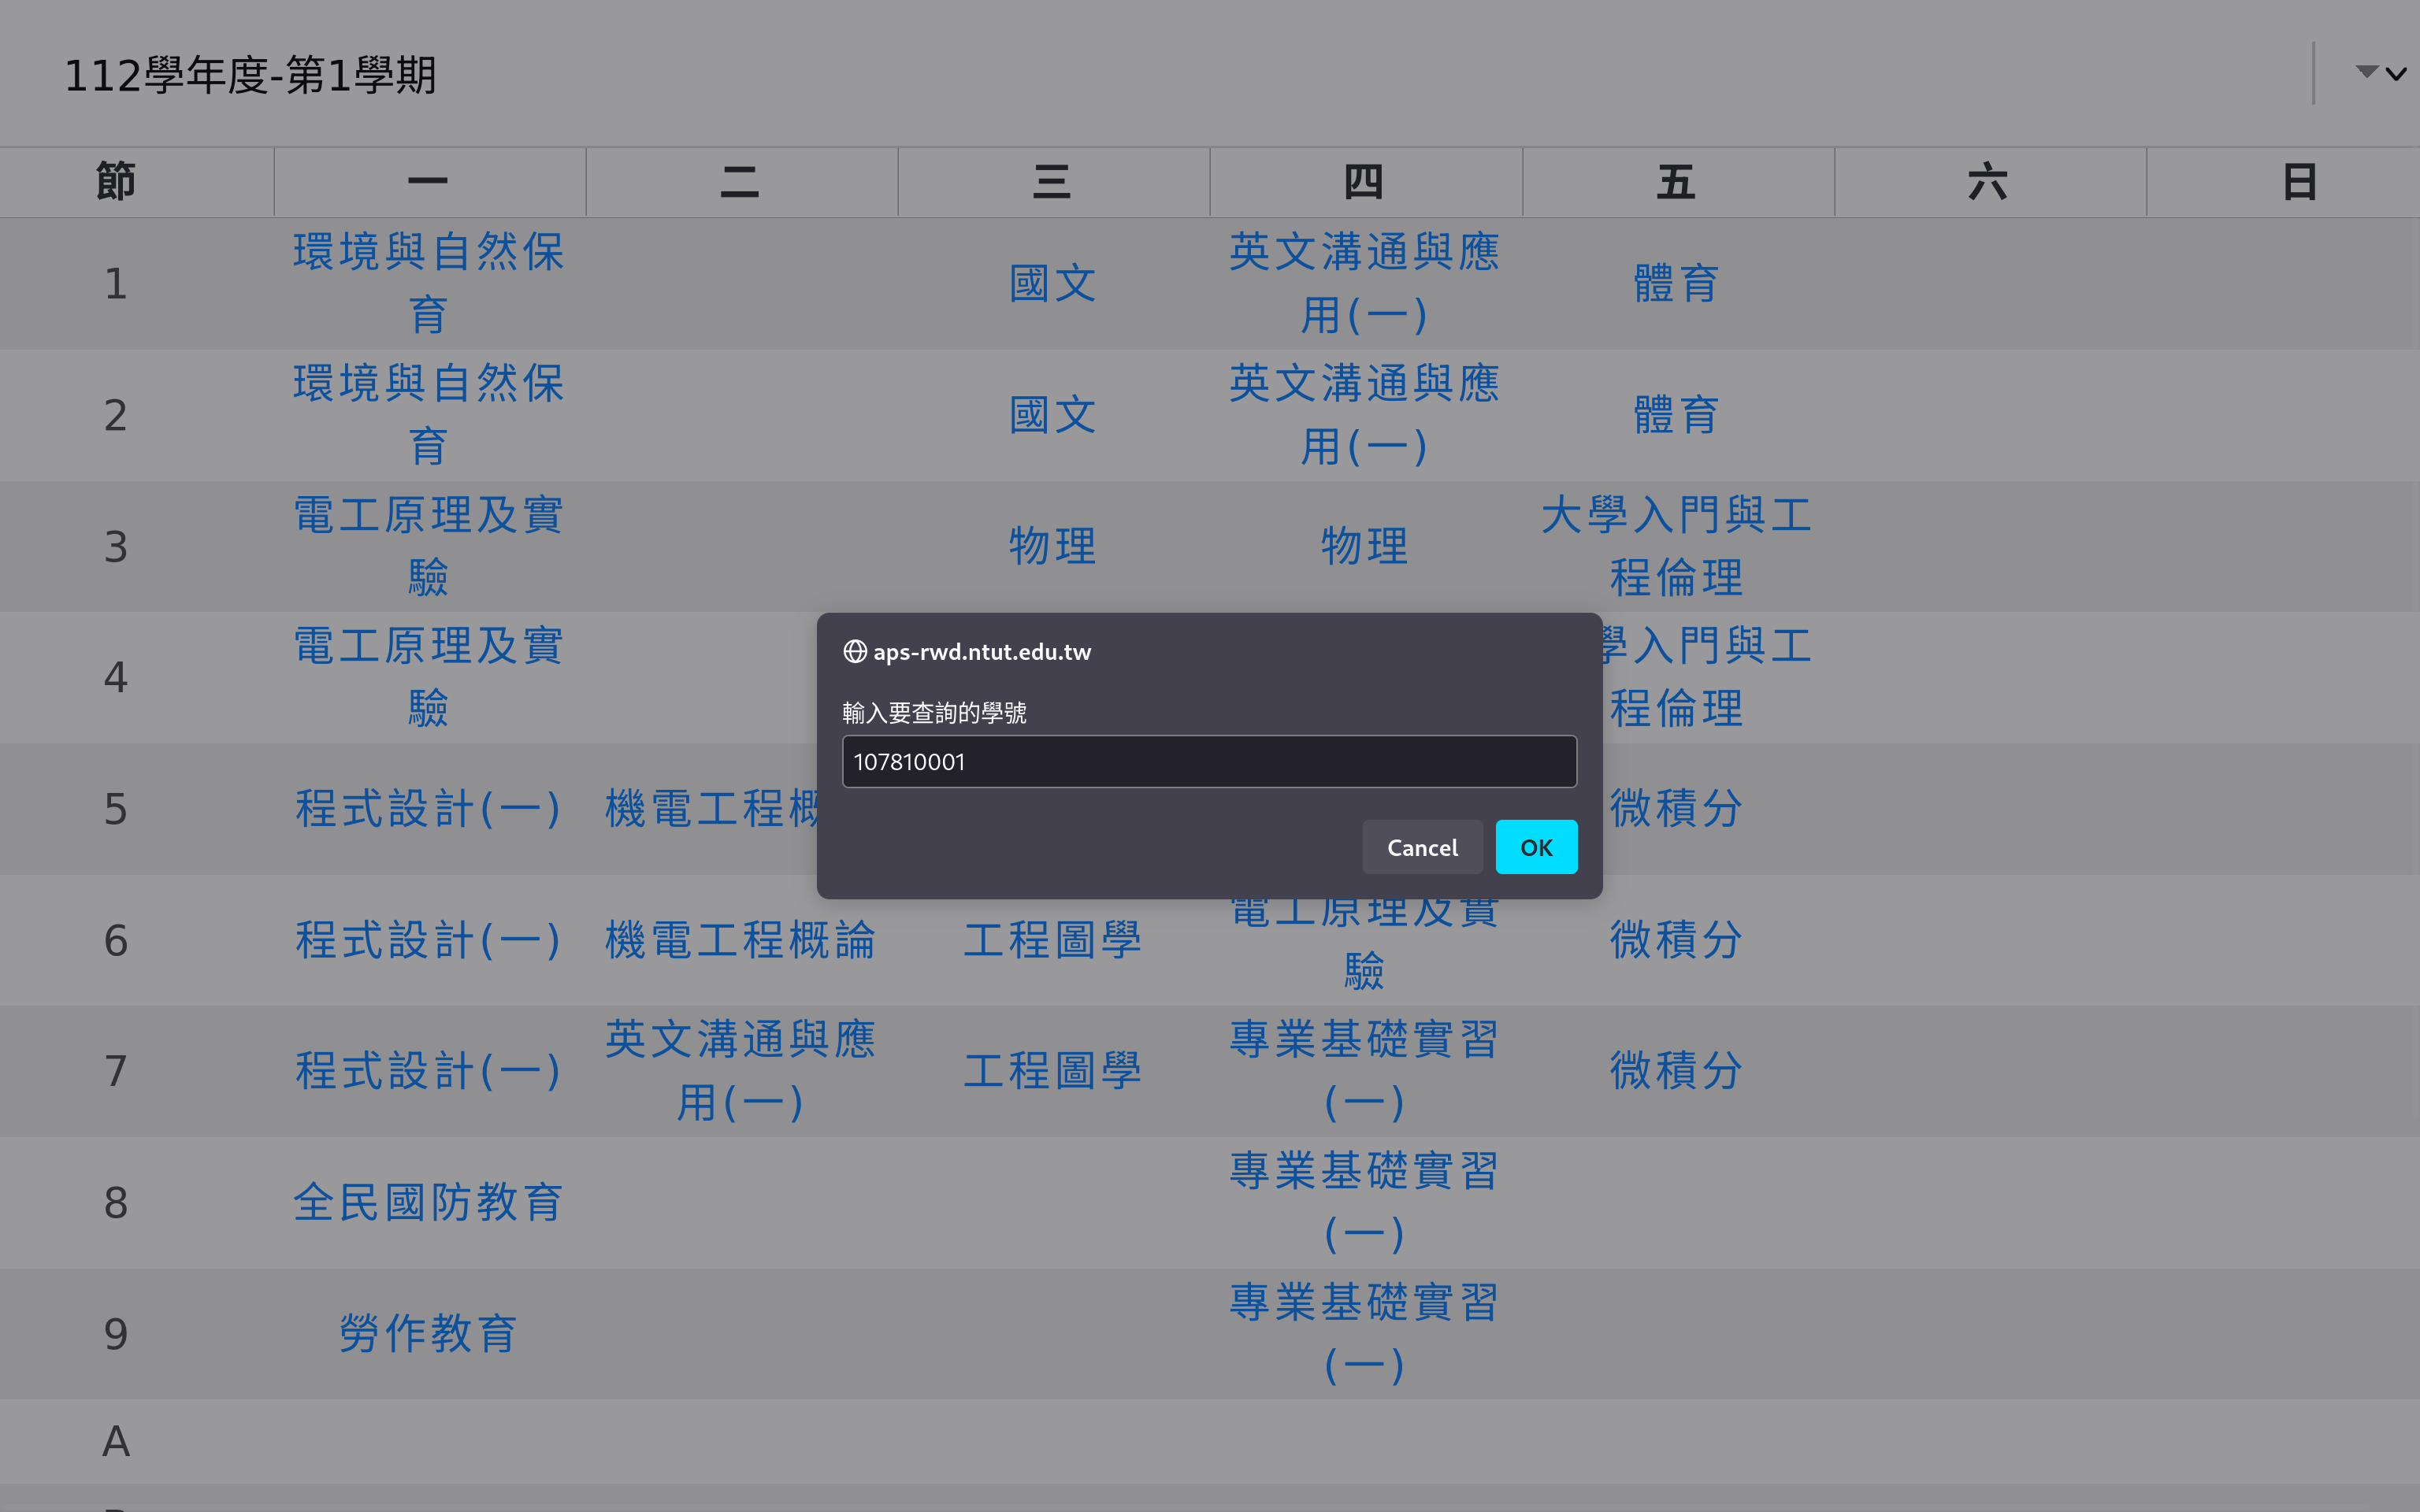 112學年度-第1學期
節 一 二 三 四 五 六 日
1 環境與自然保育 國文 英文溝通與應用(一) 體育
2 環境與自然保育 國文 英文溝通與應用(一) 體育
3 電工原理及實驗 物理 物理 大學入門與工程倫理
4 電工原理及實驗 學入門與工程倫理
aps-rwd.ntut.edu.tw
輸入要查詢的學號
107810001
Cancel OK
5 程式設計(一) 機電工程 微積分
6 程式設計(一) 機電工程概論 工程圖學 電工原理及實驗 微積分
7 程式設計(一) 英文溝通與應用(一) 工程圖學 專業基礎實習(一) 微積分
8 全民國防教育 專業基礎實習(一)
9 勞作教育 專業基礎實習(一)
A